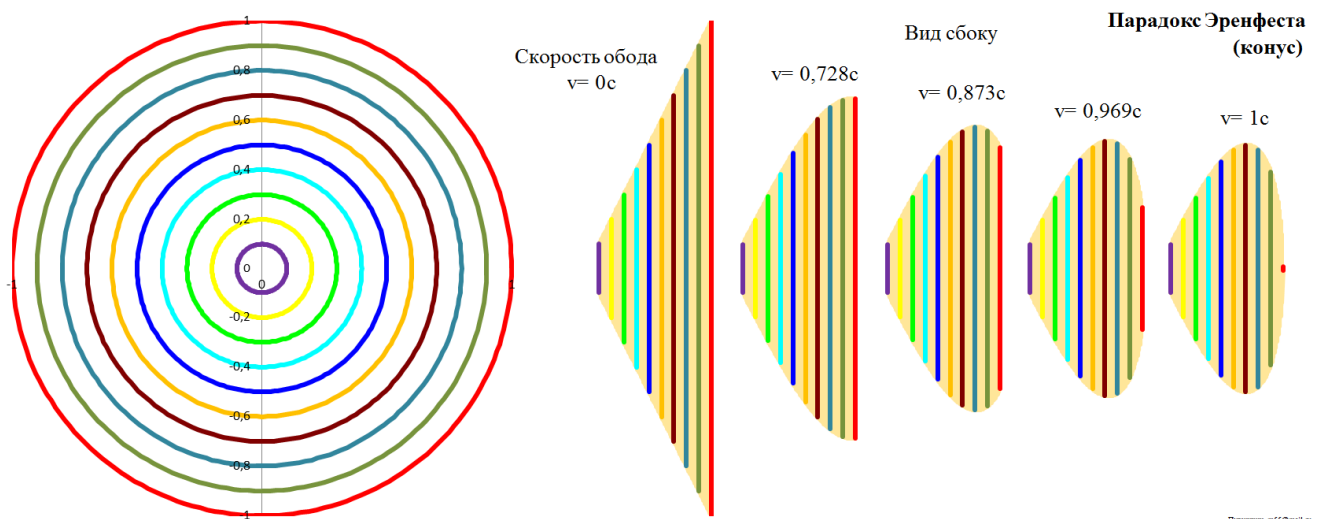 Парадокс Эренфеста
(конус)
Вид сбоку
Скорость обода
v= 0c
v= 0,728c
v= 0,873c
v= 0,969c
v= 1c
1
0,8
0,6
0,4
0,2
0
-0,2
-0,4
-0,6
-0,8
-1
-1
0
1